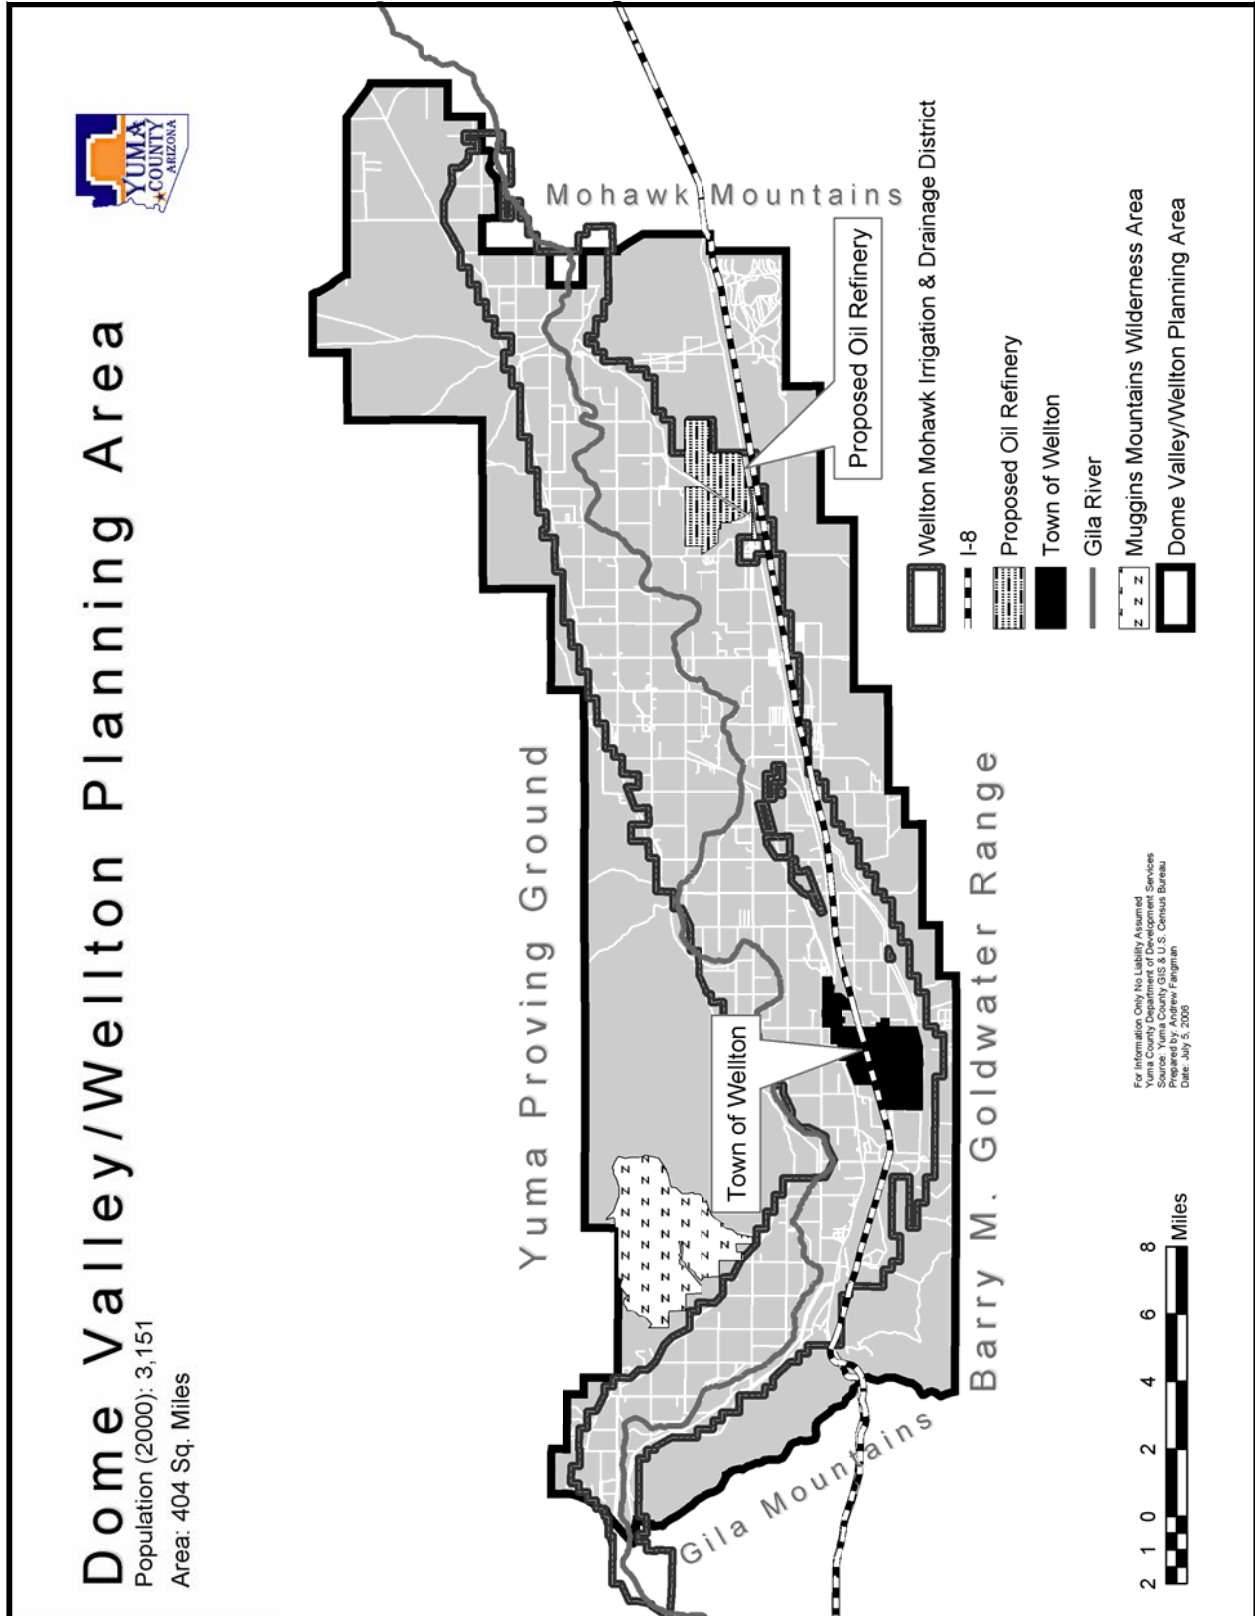 Dome Valley/Wellton Planning Area
Population (2000): 3,151
Area: 404 Sq. Miles
YUMA
COUNTY
ARIZONA
Yuma Proving Ground
Mohawk Mountains
Proposed Oil Refinery
Town of Wellton
Barry M. Goldwater Range
Gila Mountains
Wellton Mohawk Irrigation & Drainage District
I-8
Proposed Oil Refinery
Town of Wellton
Gila River
Muggins Mountains Wilderness Area
Dome Valley/Wellton Planning Area
For Information Only No Liability Assumed
Yuma County Department of Development Services
Source: Yuma County GIS & U.S. Census Bureau
Prepared by: Andrew Fangman
Date: July 5, 2006
2 1 0 2 4 6 8
Miles